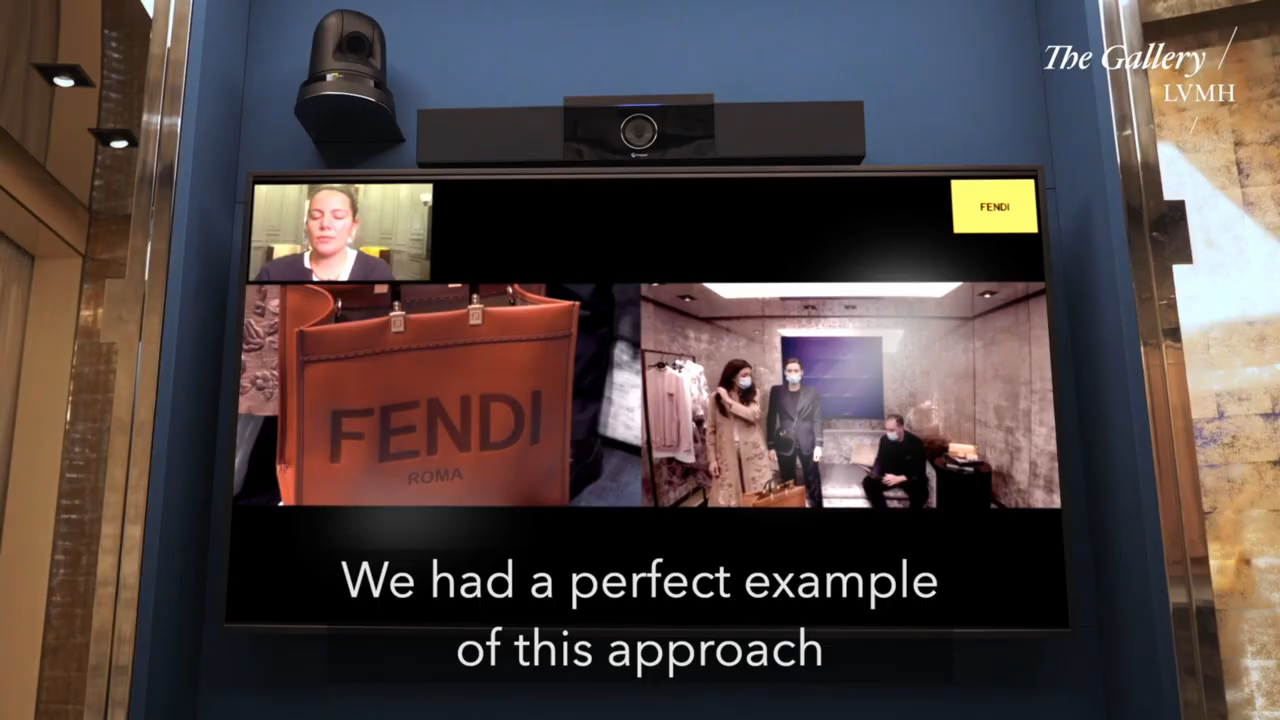 The Gallery /
LVMH
/
FENDI
FENDI
ROMA
We had a perfect example
of this approach